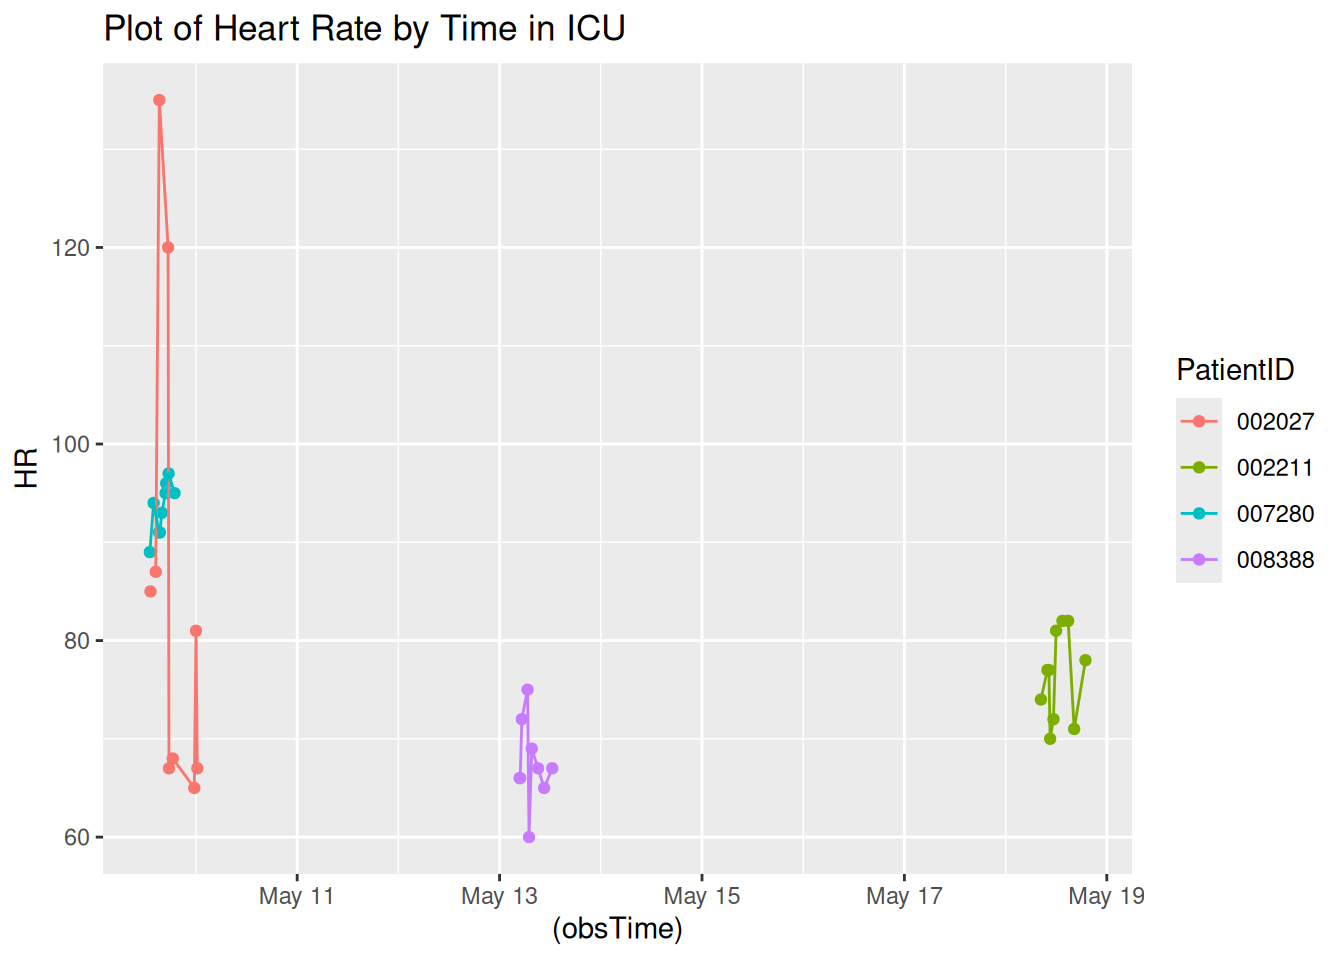 Plot of Heart Rate by Time in ICU
HR
120
100
80
60
May 11
May 13
May 15
May 17
May 19
(obsTime)
PatientID
002027
002211
007280
008388